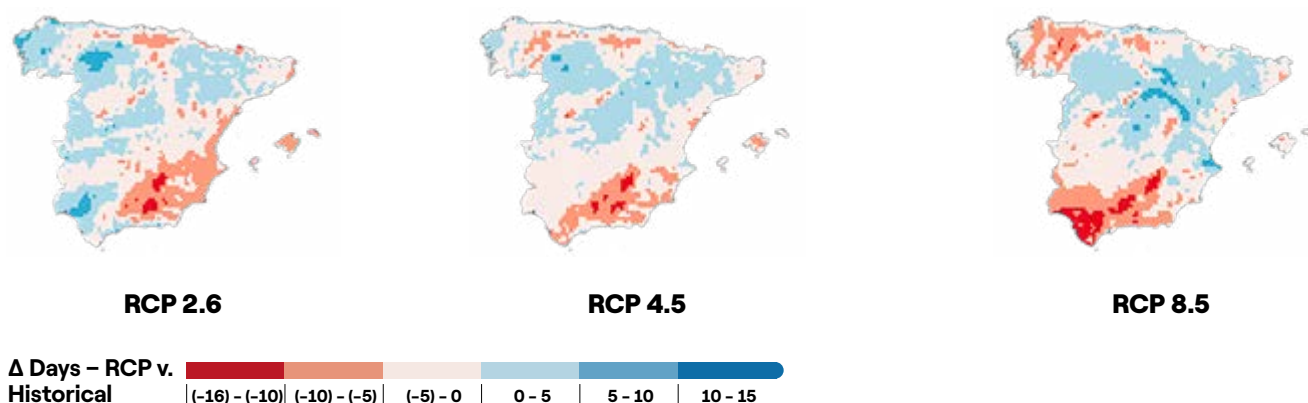 RCP 2.6
RCP 4.5
RCP 8.5
Δ Days – RCP v.
Historical
(-16) – (-10) (-10) – (-5) (-5) – 0 0 - 5 5 - 10 10 - 15